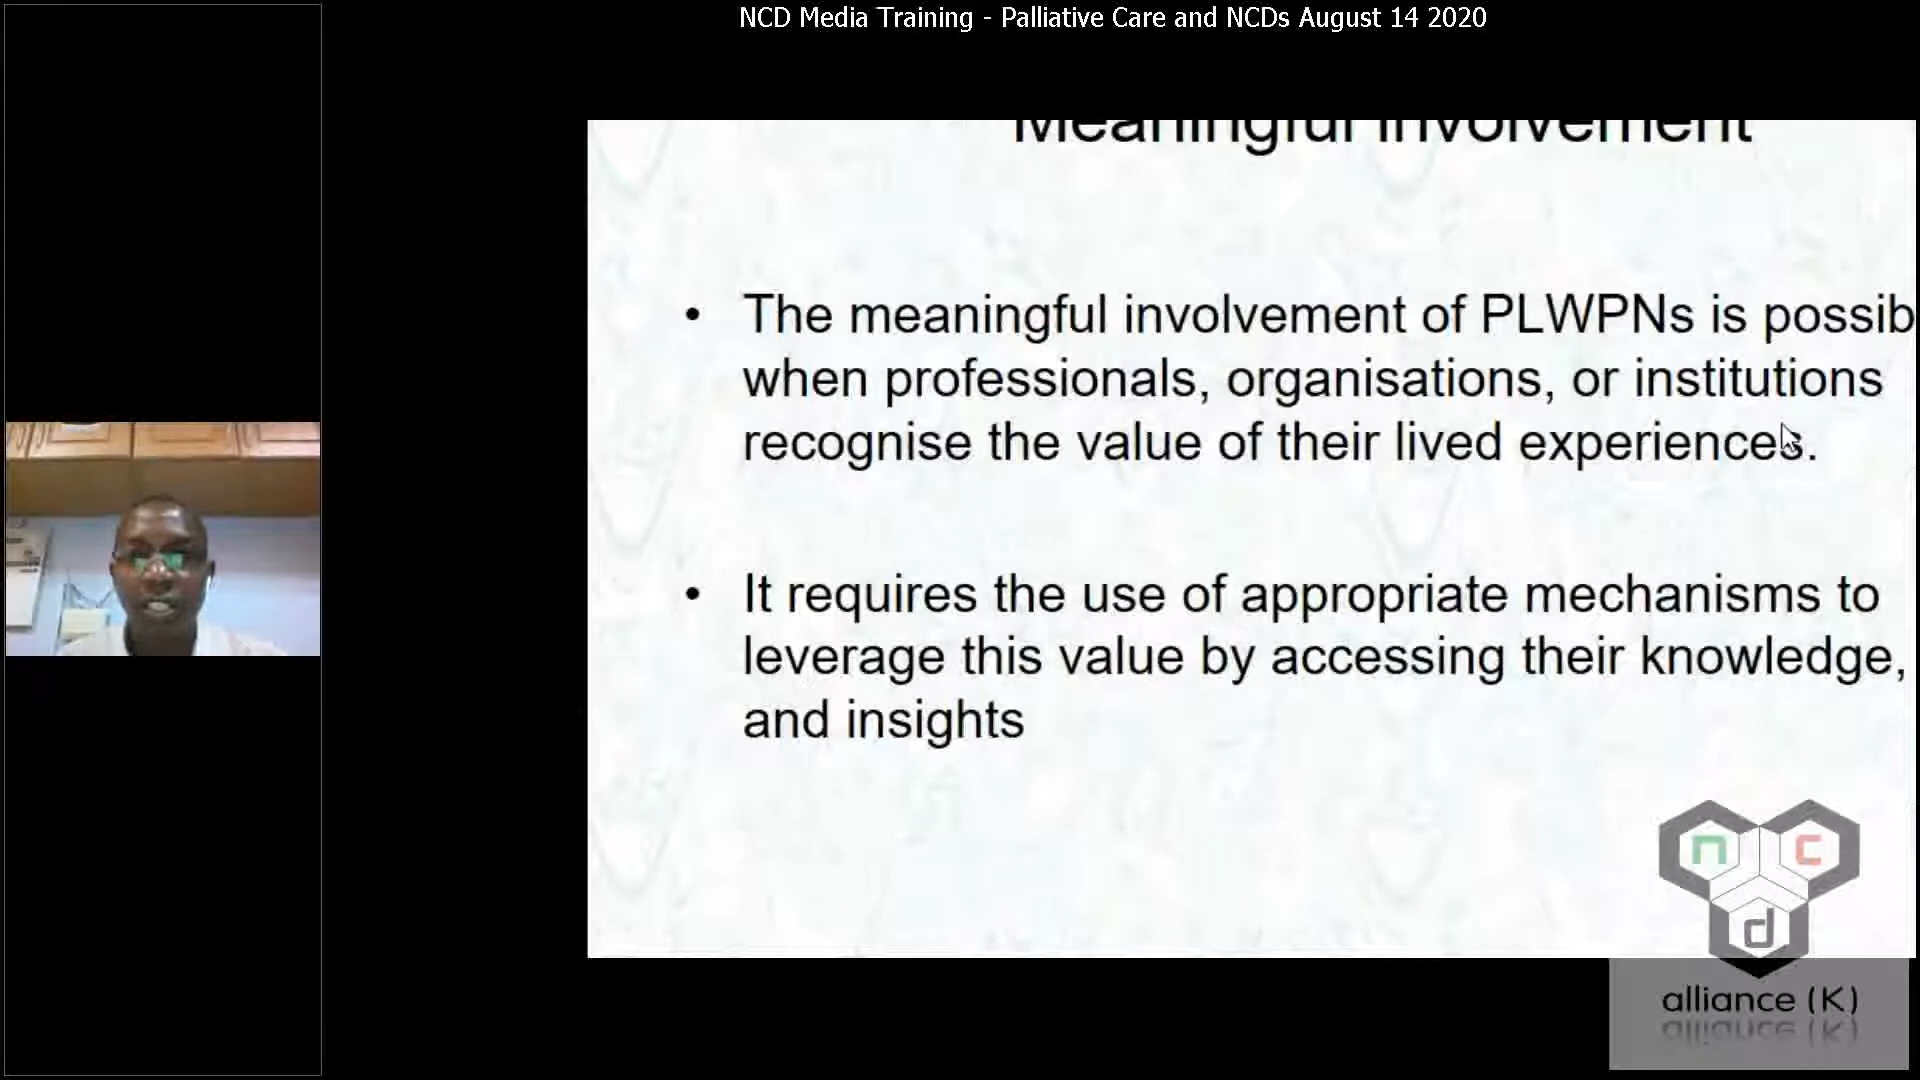 NCD Media Training - Palliative Care and NCDs August 14 2020
Meaningful Involvement
• The meaningful involvement of PLWPNs is possib
when professionals, organisations, or institutions
recognise the value of their lived experiences.
• It requires the use of appropriate mechanisms to
leverage this value by accessing their knowledge,
and insights
n c
d
alliance (K)